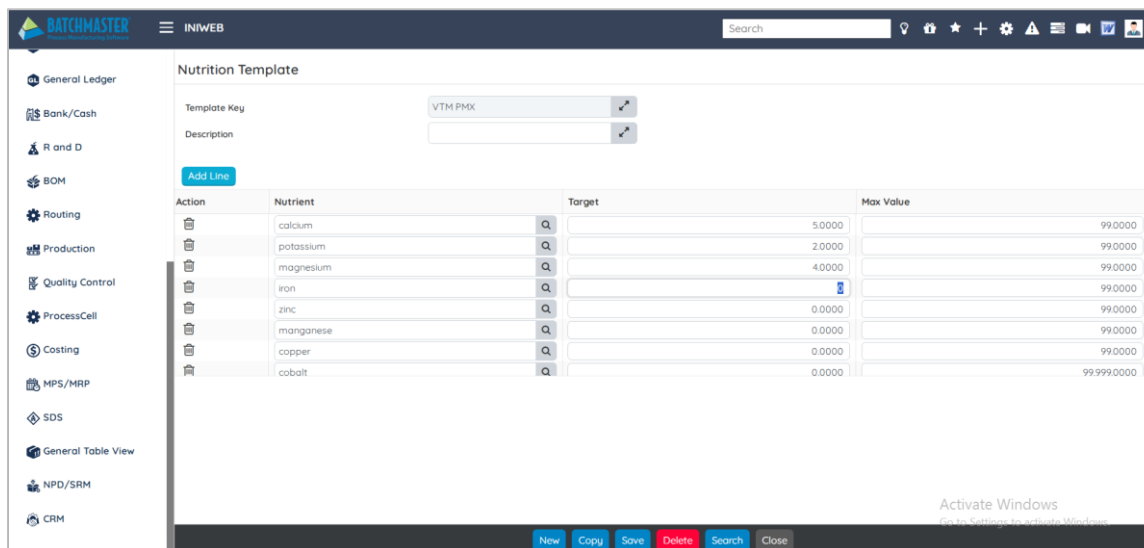 BATCHMASTER
Process Manufacturing Software
INIWEB
Search
General Ledger
Bank/Cash
R and D
BOM
Routing
Production
Quality Control
ProcessCell
Costing
MPS/MRP
SDS
General Table View
NPD/SRM
CRM
Nutrition Template
Template Key VTM PMX
Description
Add Line
Action Nutrient Target Max Value
calcium 5.0000 99.0000
potassium 2.0000 99.0000
magnesium 4.0000 99.0000
iron 0 99.0000
zinc 0.0000 99.0000
manganese 0.0000 99.0000
copper 0.0000 99.0000
cobalt 0.0000 99.999.0000
Activate Windows
Go to Settings to activate Windows.
New Copy Save Delete Search Close